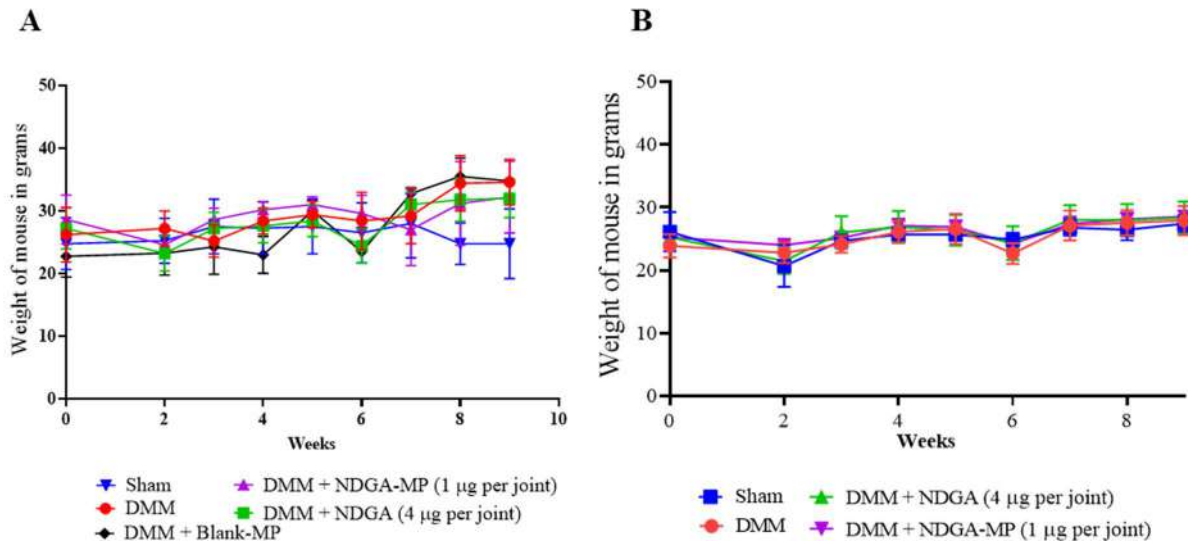 A
B
Weight of mouse in grams
50
40
30
20
10
0
0 2 4 6 8 10
Weeks
Sham
DMM
DMM + Blank-MP
DMM + NDGA-MP (1 µg per joint)
DMM + NDGA (4 µg per joint)
Weight of mouse in grams
50
40
30
20
10
0
0 2 4 6 8
Weeks
Sham
DMM
DMM + NDGA (4 µg per joint)
DMM + NDGA-MP (1 µg per joint)